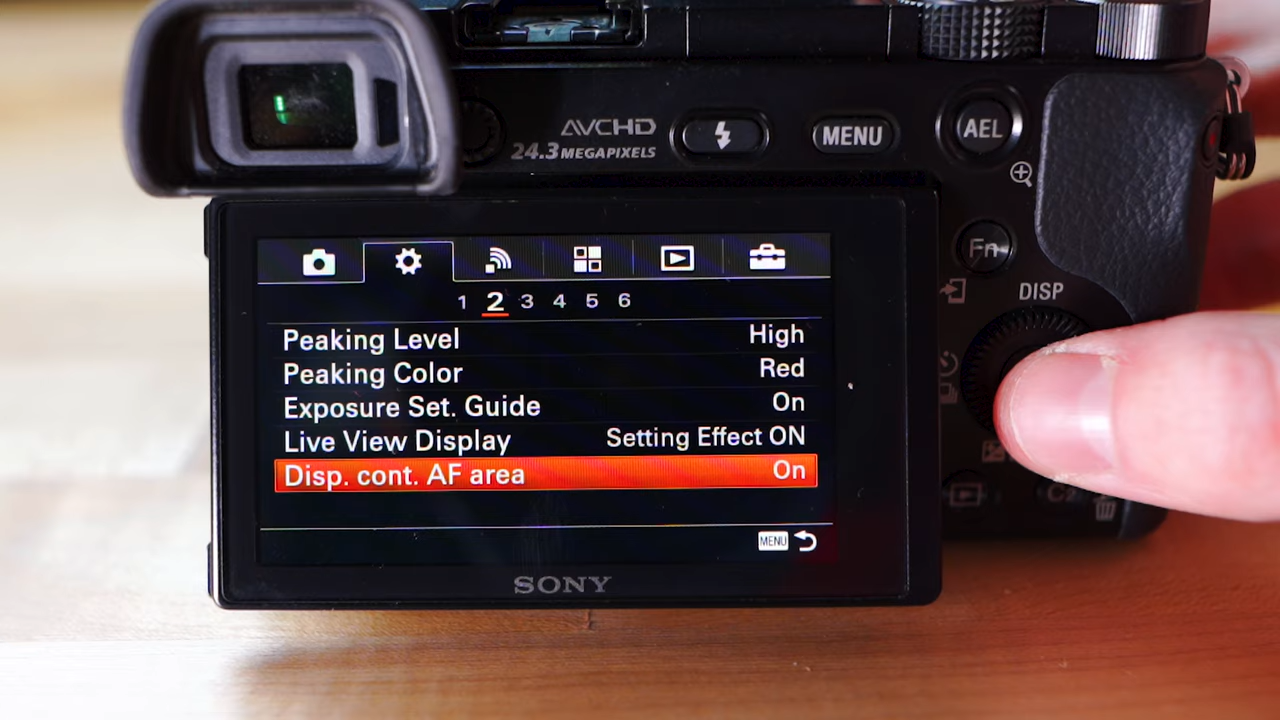 AVCHD
24.3 MEGAPIXELS
MENU
AEL
Fn
DISP
1 2 3 4 5 6
Peaking Level High
Peaking Color Red
Exposure Set. Guide On
Live View Display Setting Effect ON
Disp. cont. AF area On
MENU
C2
SONY